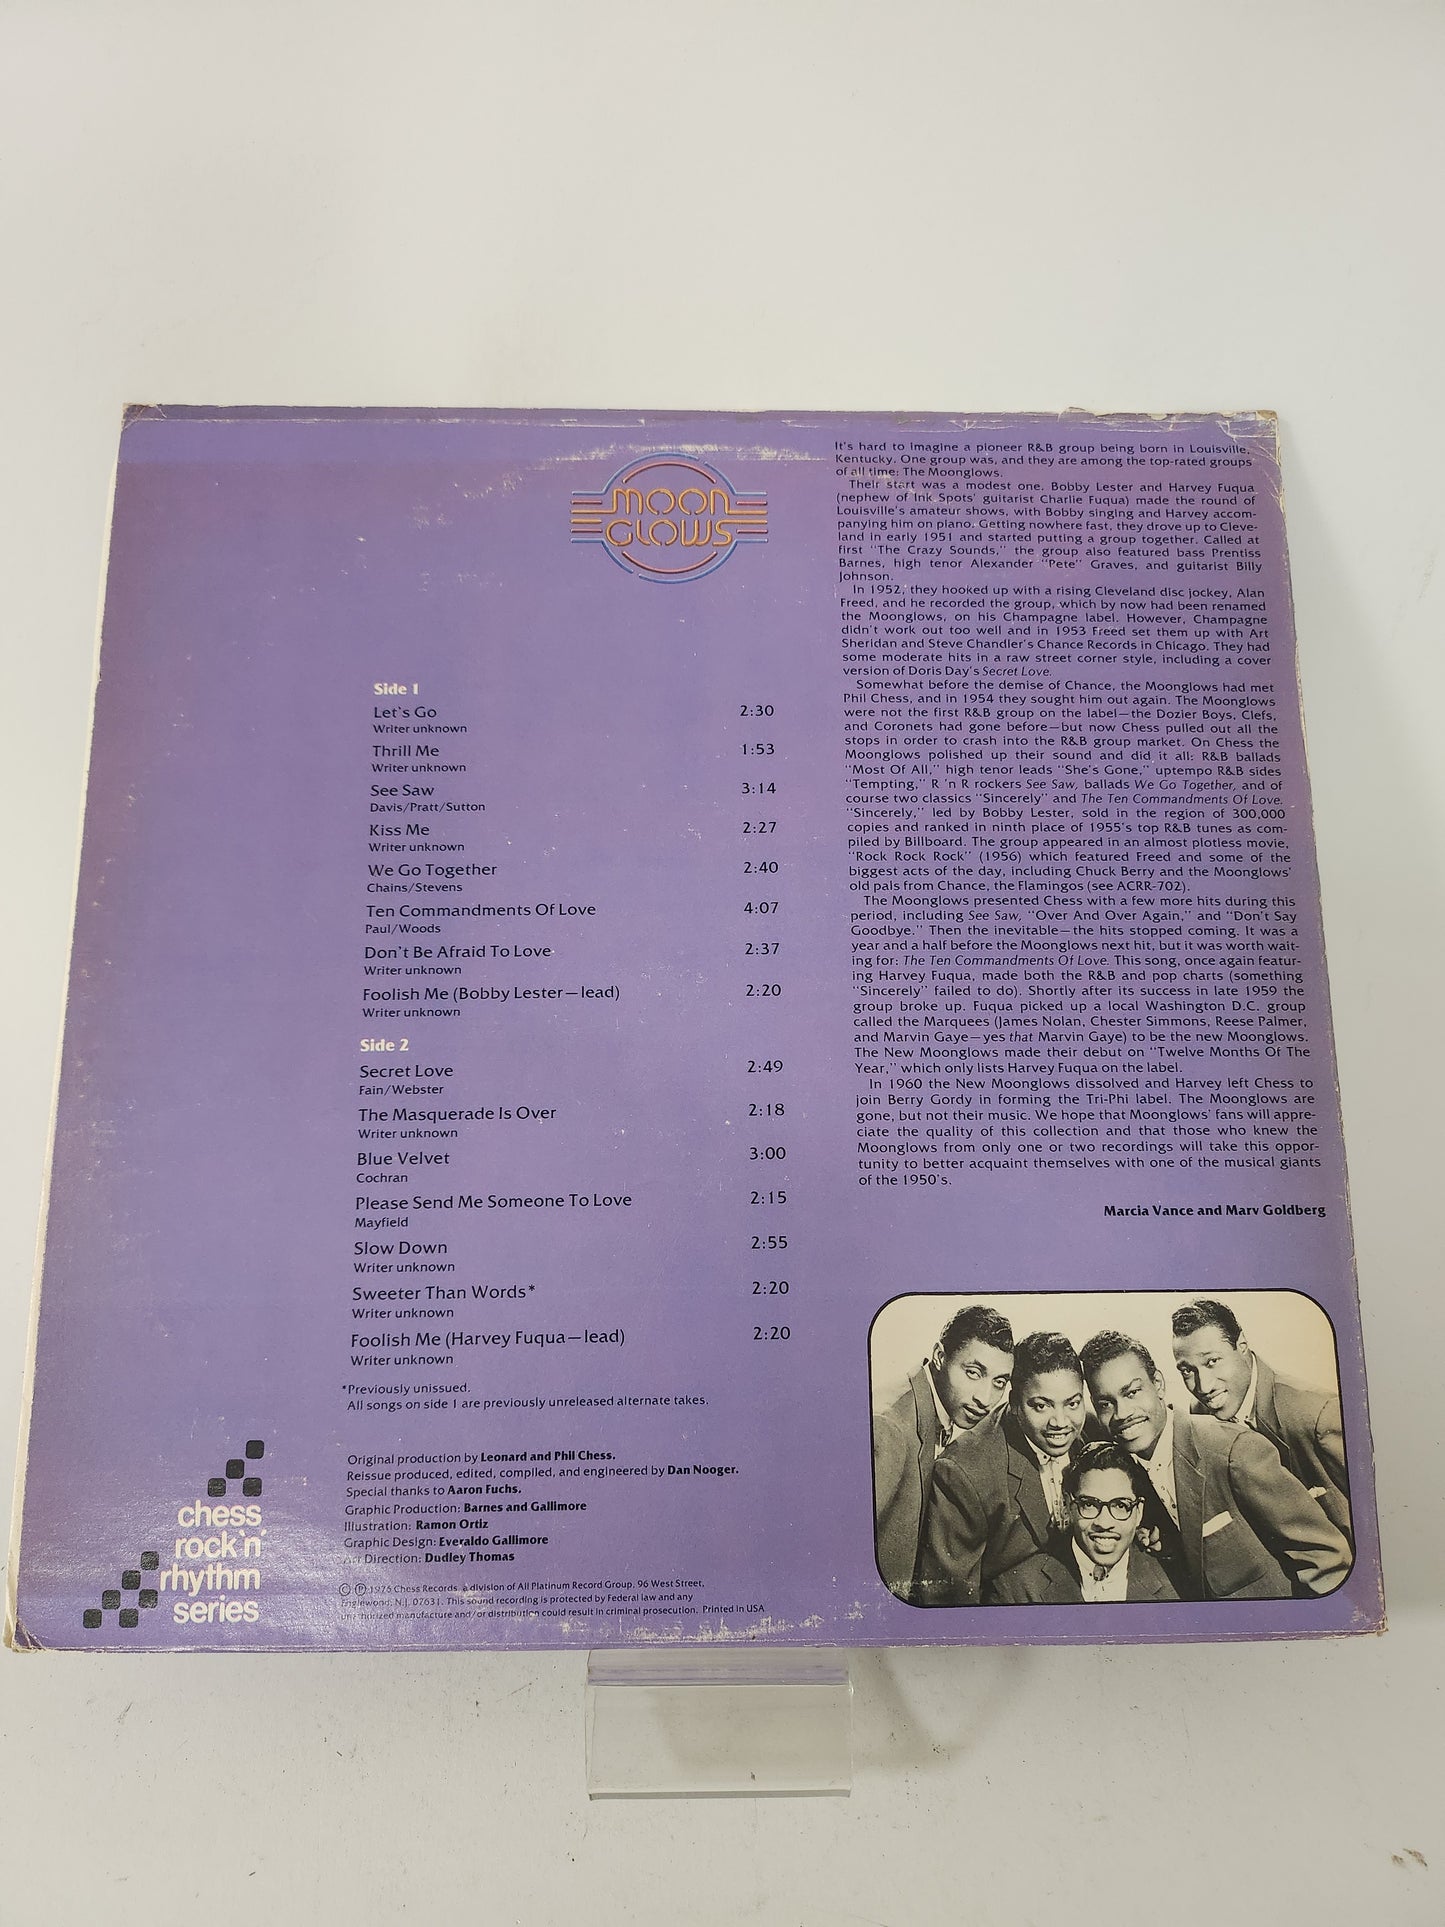 MOON
GLOWS
Side 1
Let's Go 2:30
Writer unknown
Thrill Me 1:53
Writer unknown
See Saw 3:14
Davis/Pratt/Sutton
Kiss Me 2:27
Writer unknown
We Go Together 2:40
Chains/Stevens
Ten Commandments Of Love 4:07
Paul/Woods
Don't Be Afraid To Love 2:37
Writer unknown
Foolish Me (Bobby Lester—lead) 2:20
Writer unknown
Side 2
Secret Love 2:49
Fain/Webster
The Masquerade Is Over 2:18
Writer unknown
Blue Velvet 3:00
Cochran
Please Send Me Someone To Love 2:15
Mayfield
Slow Down 2:55
Writer unknown
Sweeter Than Words* 2:20
Writer unknown
Foolish Me (Harvey Fuqua—lead) 2:20
Writer unknown
*Previously unissued.
All songs on side 1 are previously unreleased alternate takes.
Original production by Leonard and Phil Chess.
Reissue produced, edited, compiled, and engineered by Dan Nooger.
Special thanks to Aaron Fuchs.
Graphic Production: Barnes and Gallimore
Illustration: Ramon Ortiz
Graphic Design: Everaldo Gallimore
Art Direction: Dudley Thomas
© ℗ 1976 Chess Records, a division of All Platinum Record Group, 96 West Street,
Englewood, N.J. 07631. This sound recording is protected by Federal law and any
unauthorized manufacture and/or distribution could result in criminal prosecution. Printed in USA
chess
rock 'n'
rhythm
series
It's hard to imagine a pioneer R&B group being born in Louisville,
Kentucky. One group was, and they are among the top-rated groups
of all time: The Moonglows.
Their start was a modest one. Bobby Lester and Harvey Fuqua
(nephew of Ink Spots' guitarist Charlie Fuqua) made the round of
Louisville's amateur shows, with Bobby singing and Harvey accom-
panying him on piano. Getting nowhere fast, they drove up to Cleve-
land in early 1951 and started putting a group together. Called at
first "The Crazy Sounds," the group also featured bass Prentiss
Barnes, high tenor Alexander "Pete" Graves, and guitarist Billy
Johnson.
In 1952, they hooked up with a rising Cleveland disc jockey, Alan
Freed, and he recorded the group, which by now had been renamed
the Moonglows, on his Champagne label. However, Champagne
didn't work out too well and in 1953 Freed set them up with Art
Sheridan and Steve Chandler's Chance Records in Chicago. They had
some moderate hits in a raw street corner style, including a cover
version of Doris Day's Secret Love.
Somewhat before the demise of Chance, the Moonglows had met
Phil Chess, and in 1954 they sought him out again. The Moonglows
were not the first R&B group on the label—the Dozier Boys, Clefs,
and Coronets had gone before—but now Chess pulled out all the
stops in order to crash into the R&B group market. On Chess the
Moonglows polished up their sound and did it all: R&B ballads
"Most Of All," high tenor leads "She's Gone," uptempo R&B sides
"Tempting," R 'n R rockers See Saw, ballads We Go Together, and of
course two classics "Sincerely" and The Ten Commandments Of Love.
"Sincerely," led by Bobby Lester, sold in the region of 300,000
copies and ranked in ninth place of 1955's top R&B tunes as com-
piled by Billboard. The group appeared in an almost plotless movie,
"Rock Rock Rock" (1956) which featured Freed and some of the
biggest acts of the day, including Chuck Berry and the Moonglows'
old pals from Chance, the Flamingos (see ACRR-702).
The Moonglows presented Chess with a few more hits during this
period, including See Saw, "Over And Over Again," and "Don't Say
Goodbye." Then the inevitable—the hits stopped coming. It was a
year and a half before the Moonglows next hit, but it was worth wait-
ing for: The Ten Commandments Of Love. This song, once again featur-
ing Harvey Fuqua, made both the R&B and pop charts (something
"Sincerely" failed to do). Shortly after its success in late 1959 the
group broke up. Fuqua picked up a local Washington D.C. group
called the Marquees (James Nolan, Chester Simmons, Reese Palmer,
and Marvin Gaye—yes that Marvin Gaye) to be the new Moonglows.
The New Moonglows made their debut on "Twelve Months Of The
Year," which only lists Harvey Fuqua on the label.
In 1960 the New Moonglows dissolved and Harvey left Chess to
join Berry Gordy in forming the Tri-Phi label. The Moonglows are
gone, but not their music. We hope that Moonglows' fans will appre-
ciate the quality of this collection and that those who knew the
Moonglows from only one or two recordings will take this oppor-
tunity to better acquaint themselves with one of the musical giants
of the 1950's.
Marcia Vance and Marv Goldberg